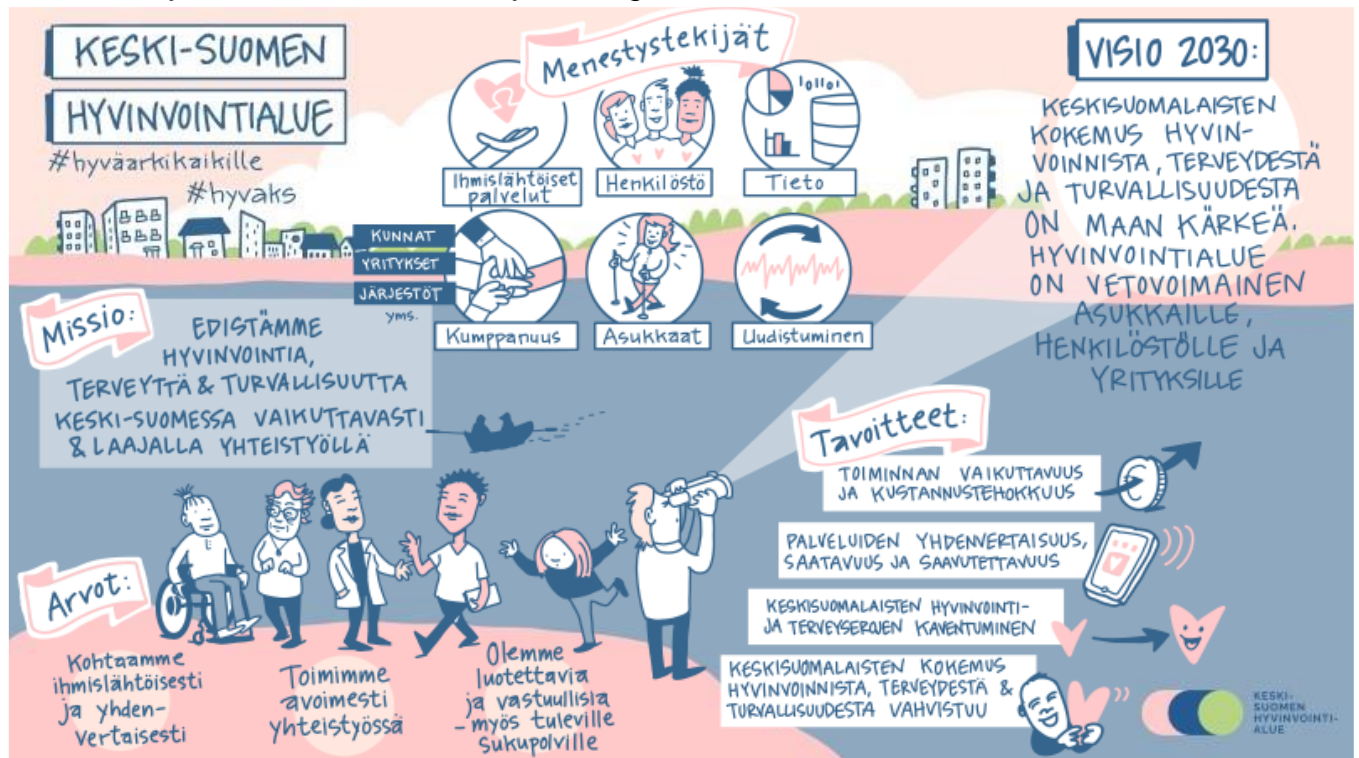 KESKI-SUOMEN
HYVINVOINTIALUE
#hyväarkikaikille
#hyvaks
Menestystekijät
101101
Ihmislähtöiset
palvelut
Henkilöstö
Tieto
KUNNAT
YRITYKSET
JÄRJESTÖT
yms.
Kumppanuus
Asukkaat
Uudistuminen
VISIO 2030:
KESKISUOMALAISTEN
KOKEMUS HYVIN-
VOINNISTA, TERVEYDESTÄ
JA TURVALLISUUDESTA
ON MAAN KÄRKEÄ.
HYVINVOINTIALUE
ON VETOVOIMAINEN
ASUKKAILLE,
HENKILÖSTÖLLE JA
YRITYKSILLE
Missio:
EDISTÄMME
HYVINVOINTIA,
TERVEYTTÄ & TURVALLISUUTTA
KESKI-SUOMESSA VAIKUTTAVASTI
& LAAJALLA YHTEISTYÖLLÄ
Tavoitteet:
TOIMINNAN VAIKUTTAVUUS
JA KUSTANNUSTEHOKKUUS
PALVELUIDEN YHDENVERTAISUUS,
SAATAVUUS JA SAAVUTETTAVUUS
KESKISUOMALAISTEN HYVINVOINTI-
JA TERVEYSEROJEN KAVENTUMINEN
KESKISUOMALAISTEN KOKEMUS
HYVINVOINNISTA, TERVEYDESTÄ &
TURVALLISUUDESTA VAHVISTUU
Arvot:
Kohtaamme
ihmislähtöisesti
ja yhden-
vertaisesti
Toimimme
avoimesti
yhteistyössä
Olemme
luotettavia
ja vastuullisia
- myös tuleville
sukupolville
KESKI-
SUOMEN
HYVINVOINTI-
ALUE